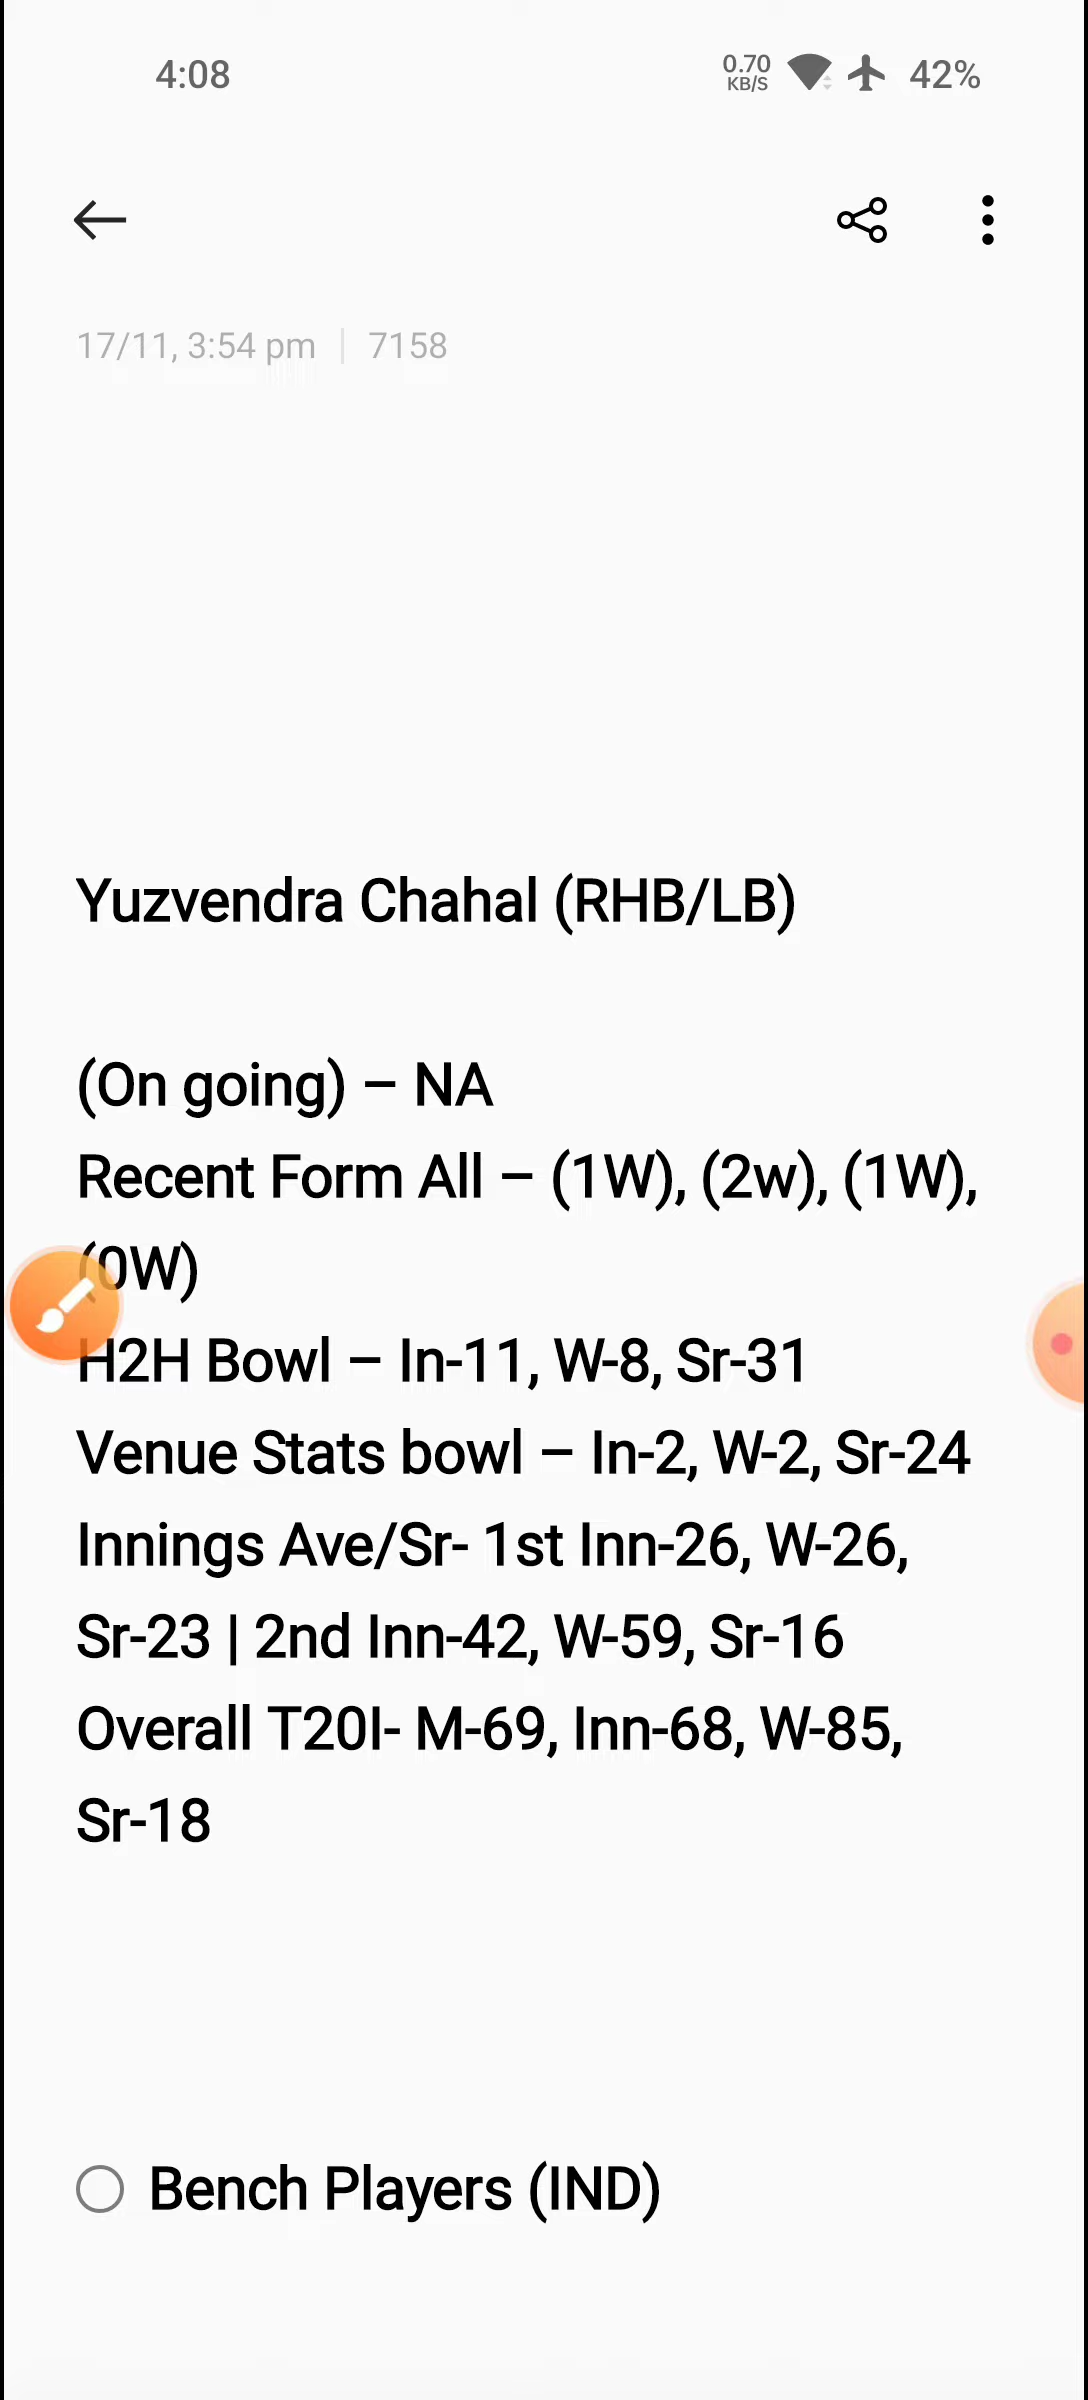 4:08
0.70
KB/S
42%
17/11, 3:54 pm | 7158
Yuzvendra Chahal (RHB/LB)
(On going) – NA
Recent Form All – (1W), (2w), (1W),
(0W)
H2H Bowl – In-11, W-8, Sr-31
Venue Stats bowl – In-2, W-2, Sr-24
Innings Ave/Sr- 1st Inn-26, W-26,
Sr-23 | 2nd Inn-42, W-59, Sr-16
Overall T20I- M-69, Inn-68, W-85,
Sr-18
Bench Players (IND)